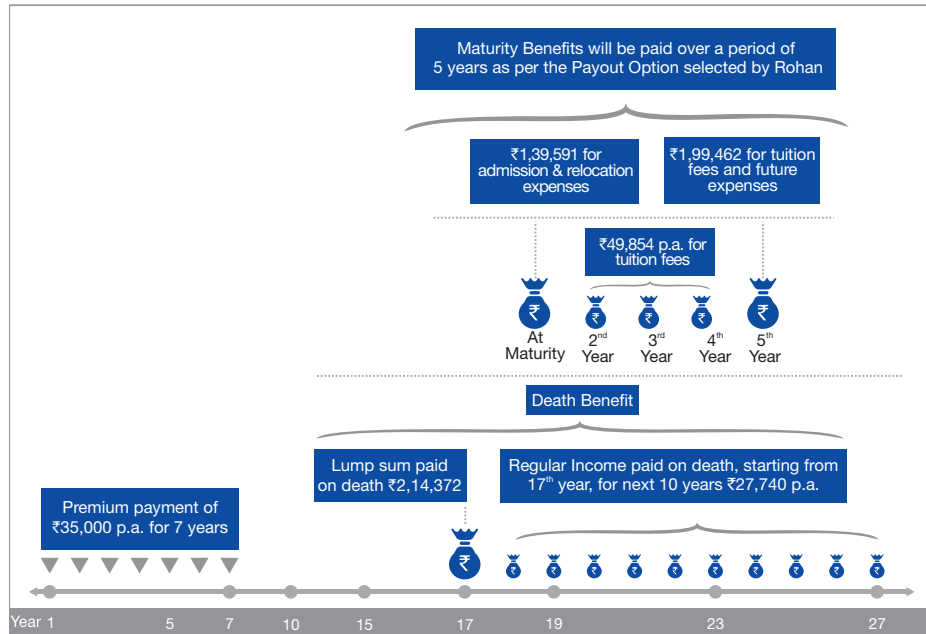 Maturity Benefits will be paid over a period of
5 years as per the Payout Option selected by Rohan
₹1,39,591 for
admission & relocation
expenses
₹1,99,462 for tuition
fees and future
expenses
₹49,854 p.a. for
tuition fees
₹
₹
₹
₹
₹
At
Maturity
2nd
Year
3rd
Year
4th
Year
5th
Year
Death Benefit
Lump sum paid
on death ₹2,14,372
Regular Income paid on death, starting from
17th year, for next 10 years ₹27,740 p.a.
Premium payment of
₹35,000 p.a. for 7 years
₹
₹
₹
₹
₹
₹
₹
₹
₹
₹
₹
Year 1 5 7 10 15 17 19 23 27